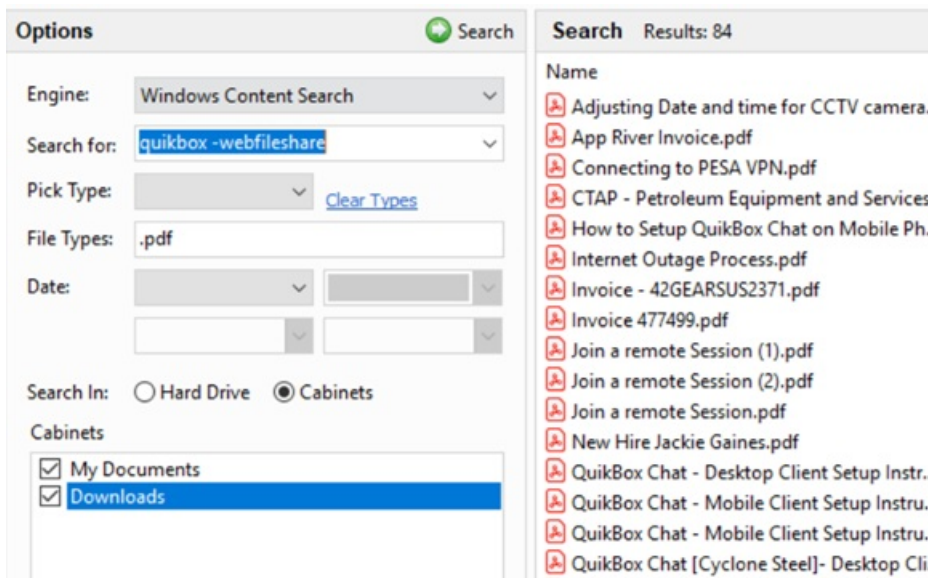 Options
Search
Engine:
Windows Content Search
Search for:
quikbox -webfileshare
Pick Type:
Clear Types
File Types:
.pdf
Date:
Search In:
Hard Drive
Cabinets
Cabinets
My Documents
Downloads
Search Results: 84
Name
Adjusting Date and time for CCTV camera.
App River Invoice.pdf
Connecting to PESA VPN.pdf
CTAP - Petroleum Equipment and Services
How to Setup QuikBox Chat on Mobile Ph.
Internet Outage Process.pdf
Invoice - 42GEARSUS2371.pdf
Invoice 477499.pdf
Join a remote Session (1).pdf
Join a remote Session (2).pdf
Join a remote Session.pdf
New Hire Jackie Gaines.pdf
QuikBox Chat - Desktop Client Setup Instr..
QuikBox Chat - Mobile Client Setup Instru.
QuikBox Chat - Mobile Client Setup Instru.
QuikBox Chat [Cyclone Steel]- Desktop Cli